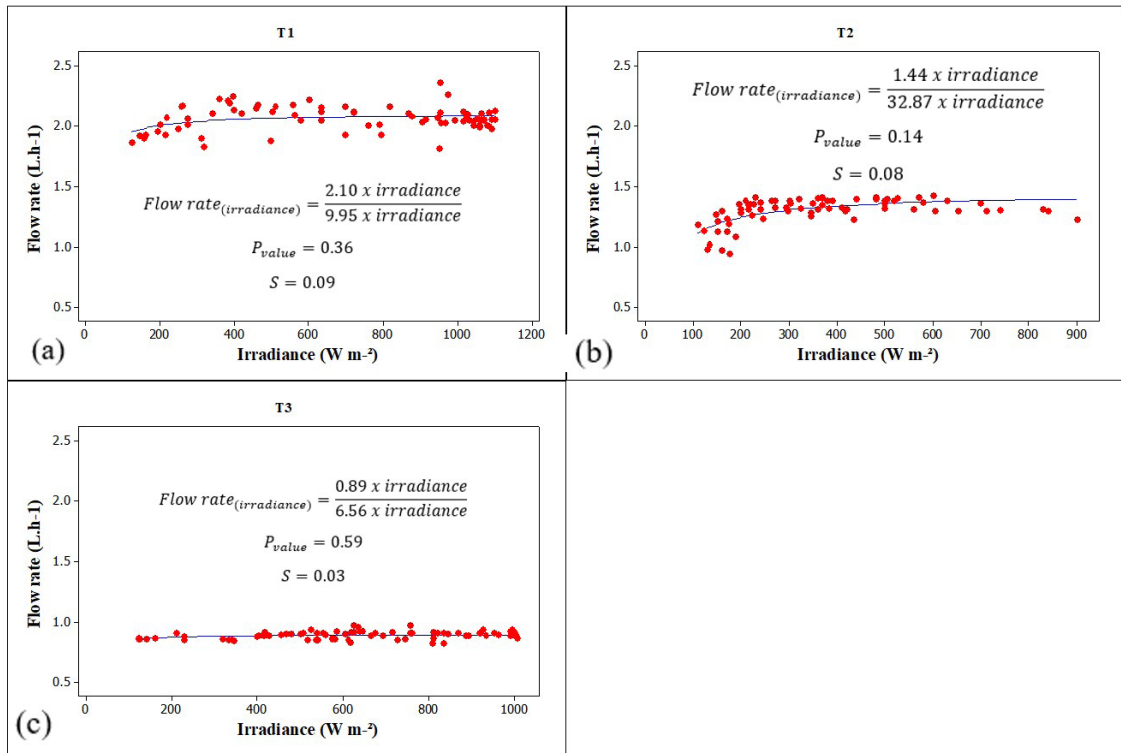 T1
2.5
2.0
1.5
1.0
0.5
Flow rate (L.h-1)
Flow rate(irradiance) = 2.10 x irradiance / 9.95 x irradiance
Pvalue = 0.36
S = 0.09
0 200 400 600 800 1000 1200
Irradiance (W m-²)
(a)
T2
2.5
2.0
1.5
1.0
0.5
Flow rate (L.h-1)
Flow rate(irradiance) = 1.44 x irradiance / 32.87 x irradiance
Pvalue = 0.14
S = 0.08
0 100 200 300 400 500 600 700 800 900
Irradiance (W m-²)
(b)
T3
2.5
2.0
1.5
1.0
0.5
Flow rate (L.h-1)
Flow rate(irradiance) = 0.89 x irradiance / 6.56 x irradiance
Pvalue = 0.59
S = 0.03
0 200 400 600 800 1000
Irradiance (W m-²)
(c)